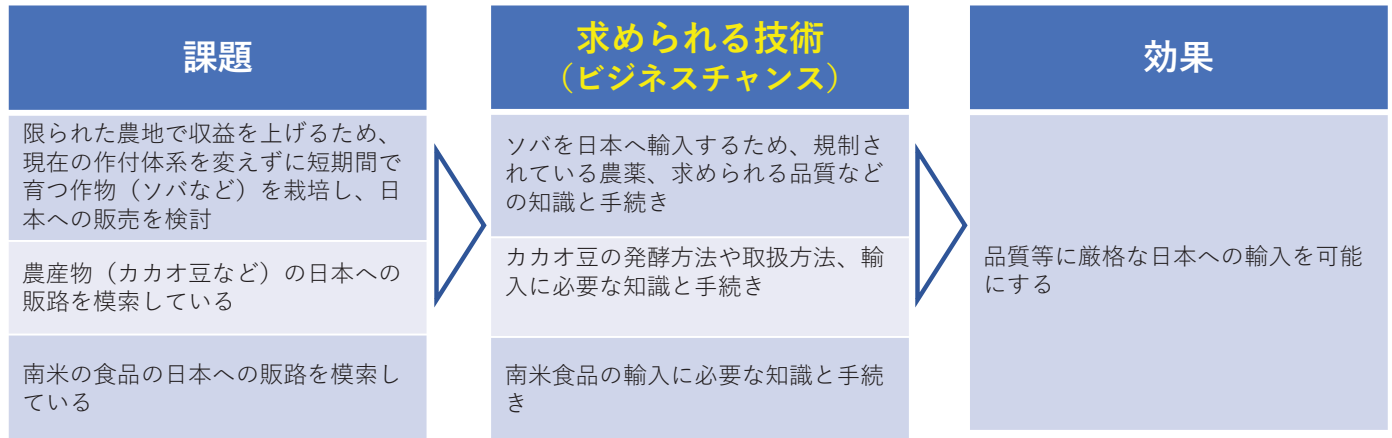 課題
限られた農地で収益を上げるため、
現在の作付体系を変えずに短期間で
育つ作物（ソバなど）を栽培し、日
本への販売を検討
農産物（カカオ豆など）の日本への
販路を模索している
南米の食品の日本への販路を模索し
ている
求められる技術
（ビジネスチャンス）
ソバを日本へ輸入するため、規制さ
れている農薬、求められる品質など
の知識と手続き
カカオ豆の発酵方法や取扱方法、輸
入に必要な知識と手続き
南米食品の輸入に必要な知識と手続
き
効果
品質等に厳格な日本への輸入を可能
にする